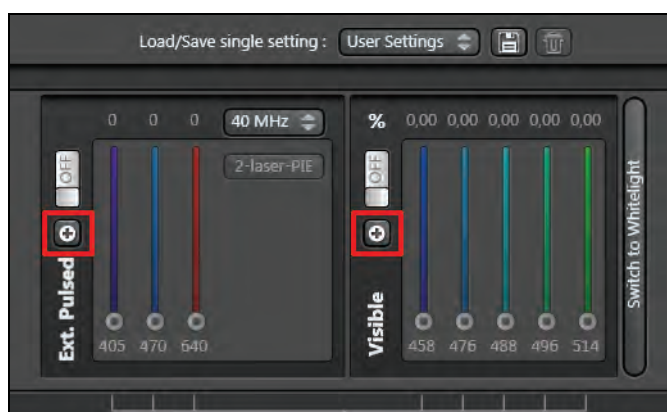 Load/Save single setting : User Settings
0 0 0 40 MHz
2-laser-PIE
OFF
Ext. Pulsed
405 470 640
% 0,00 0,00 0,00 0,00 0,00
OFF
Visible
458 476 488 496 514
Switch to Whitelight